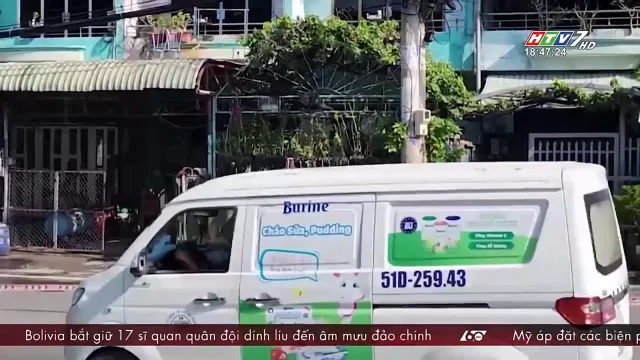 HTV7 HD
18:47:24
Burine
Cháo Sữa, Pudding
51D-259.43
Bolivia bắt giữ 17 sĩ quan quân đội dính líu đến âm mưu đảo chính
Mỹ áp đặt các biện p